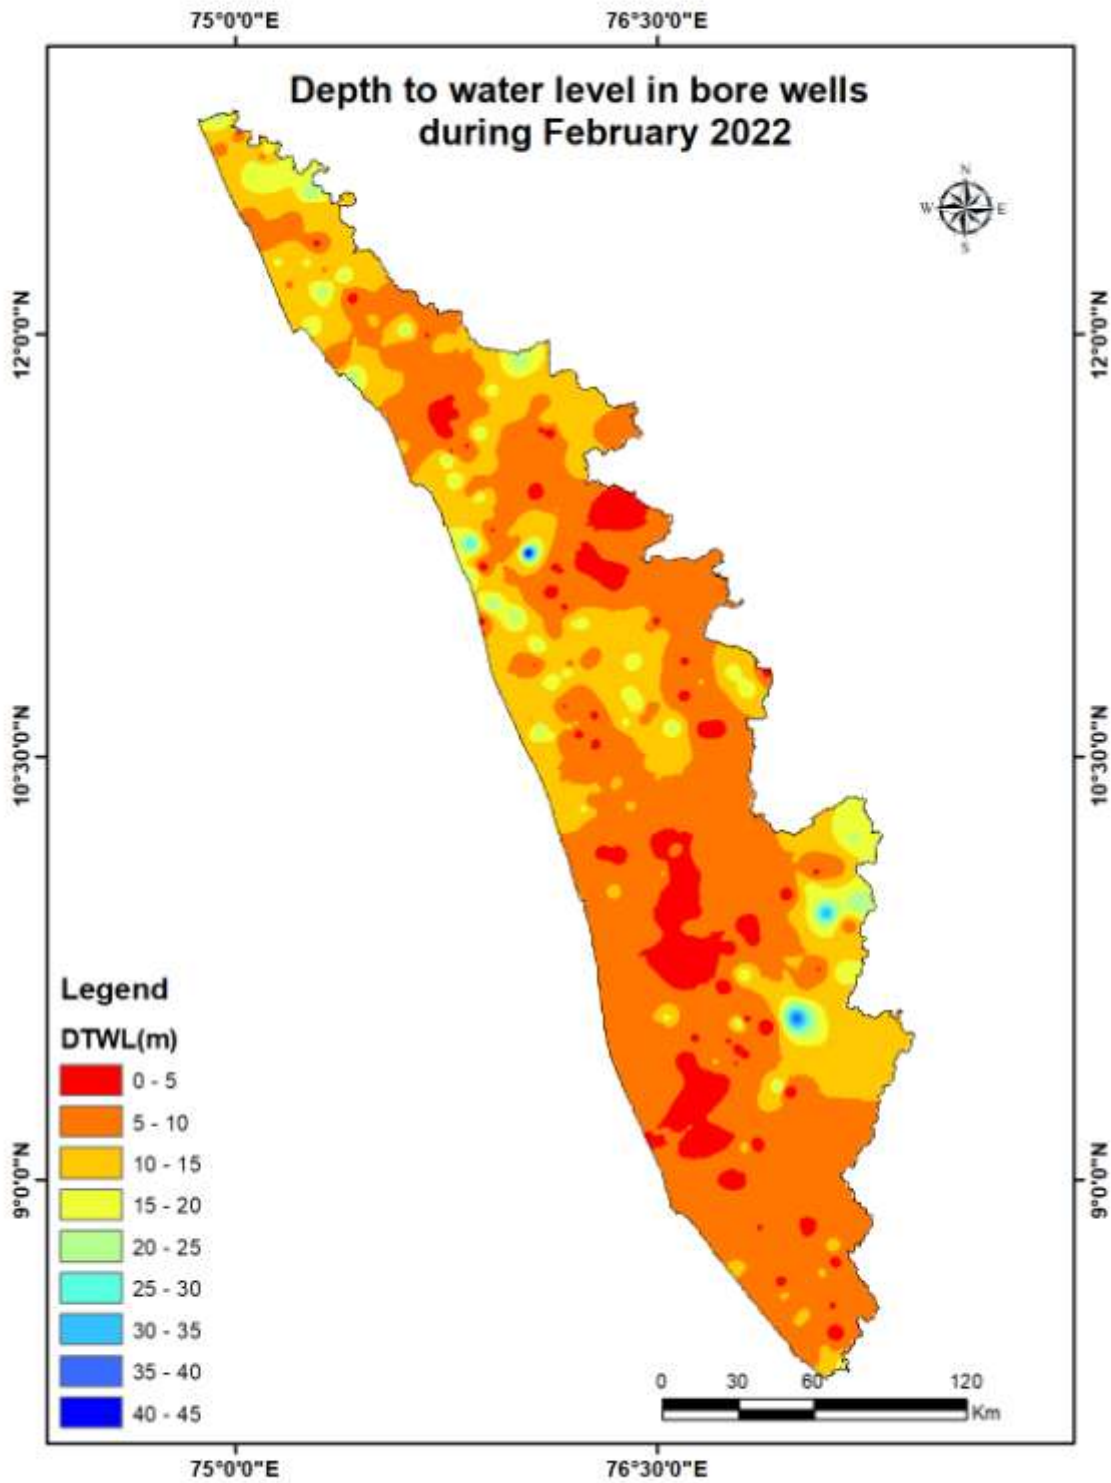 75°0'0"E 76°30'0"E
Depth to water level in bore wells
during February 2022
N
W E
S
12°0'0"N 12°0'0"N
10°30'0"N 10°30'0"N
Legend
DTWL(m)
0 - 5
5 - 10
10 - 15
9°0'0"N 9°0'0"N
15 - 20
20 - 25
25 - 30
30 - 35
35 - 40
40 - 45
0 30 60 120
Km
75°0'0"E 76°30'0"E